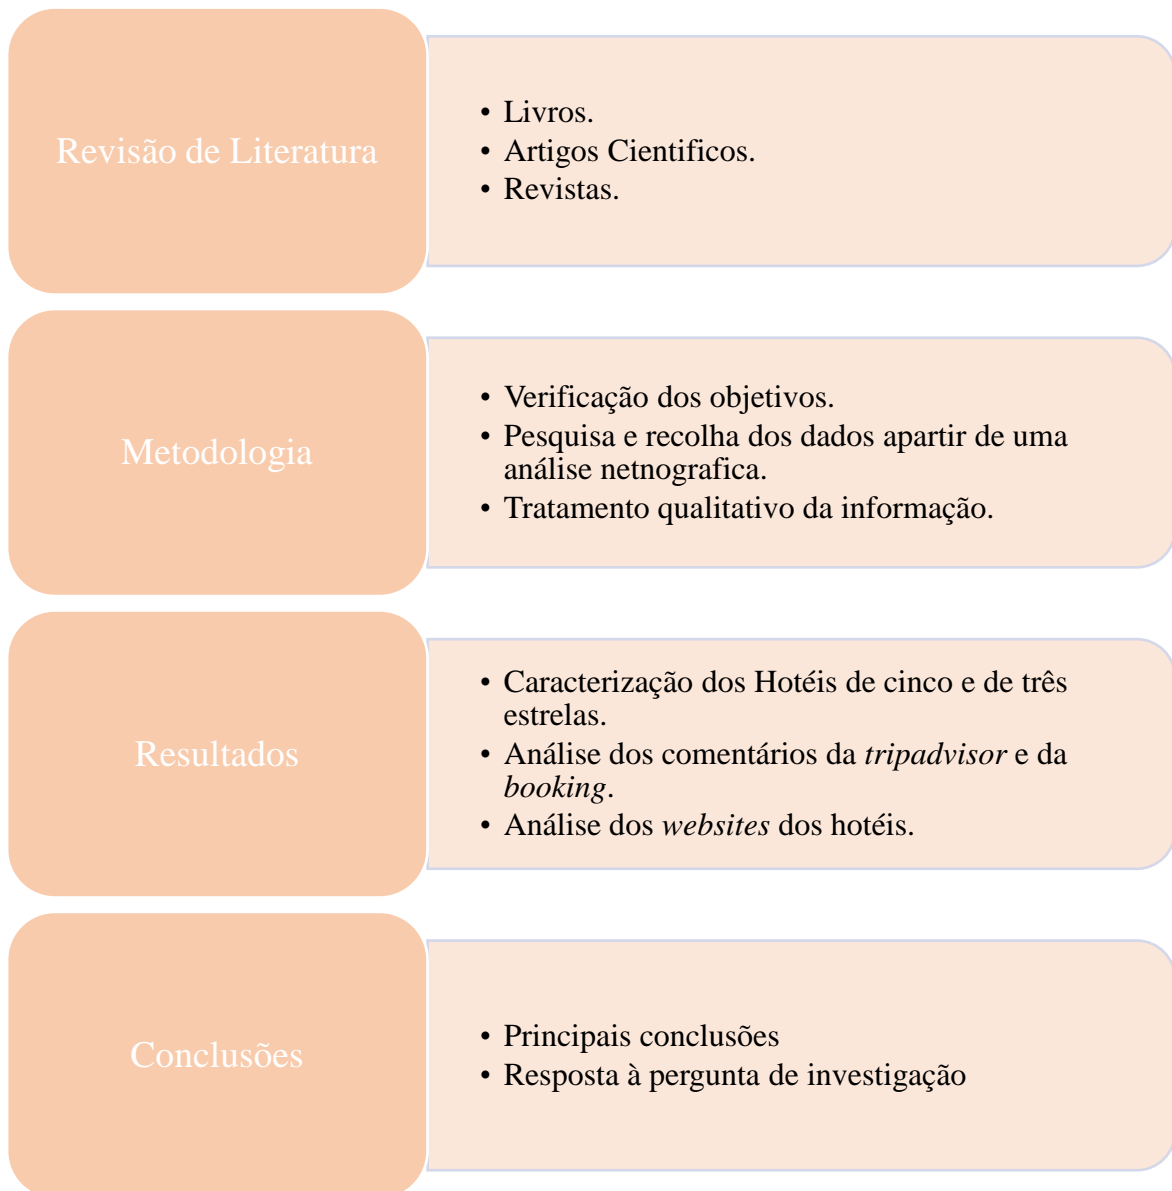 Revisão de Literatura
• Livros.
• Artigos Cientificos.
• Revistas.
Metodologia
• Verificação dos objetivos.
• Pesquisa e recolha dos dados apartir de uma
análise netnografica.
• Tratamento qualitativo da informação.
Resultados
• Caracterização dos Hotéis de cinco e de três
estrelas.
• Análise dos comentários da tripadvisor e da
booking.
• Análise dos websites dos hotéis.
Conclusões
• Principais conclusões
• Resposta à pergunta de investigação